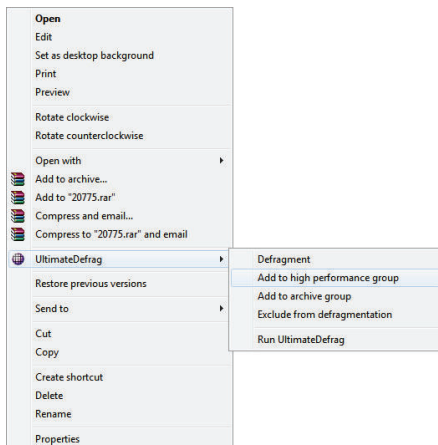 Open
Edit
Set as desktop background
Print
Preview
Rotate clockwise
Rotate counterclockwise
Open with
Add to archive...
Add to "20775.rar"
Compress and email...
Compress to "20775.rar" and email
UltimateDefrag
Restore previous versions
Send to
Cut
Copy
Create shortcut
Delete
Rename
Properties
Defragment
Add to high performance group
Add to archive group
Exclude from defragmentation
Run UltimateDefrag